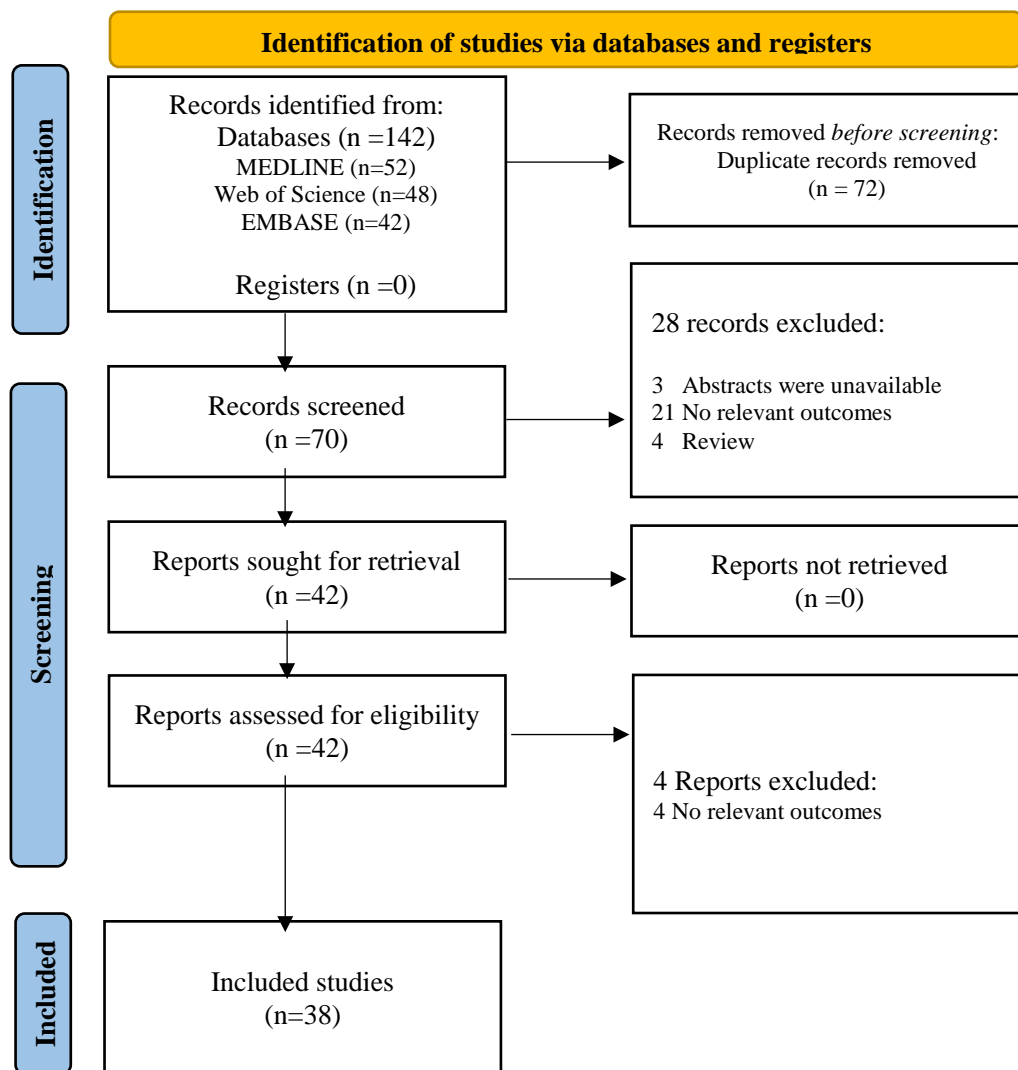 Identification of studies via databases and registers
Identification
Records identified from:
Databases (n =142)
MEDLINE (n=52)
Web of Science (n=48)
EMBASE (n=42)
Registers (n =0)
Records removed before screening:
Duplicate records removed
(n = 72)
Screening
Records screened
(n =70)
28 records excluded:
3 Abstracts were unavailable
21 No relevant outcomes
4 Review
Reports sought for retrieval
(n =42)
Reports not retrieved
(n =0)
Reports assessed for eligibility
(n =42)
4 Reports excluded:
4 No relevant outcomes
Included
Included studies
(n=38)